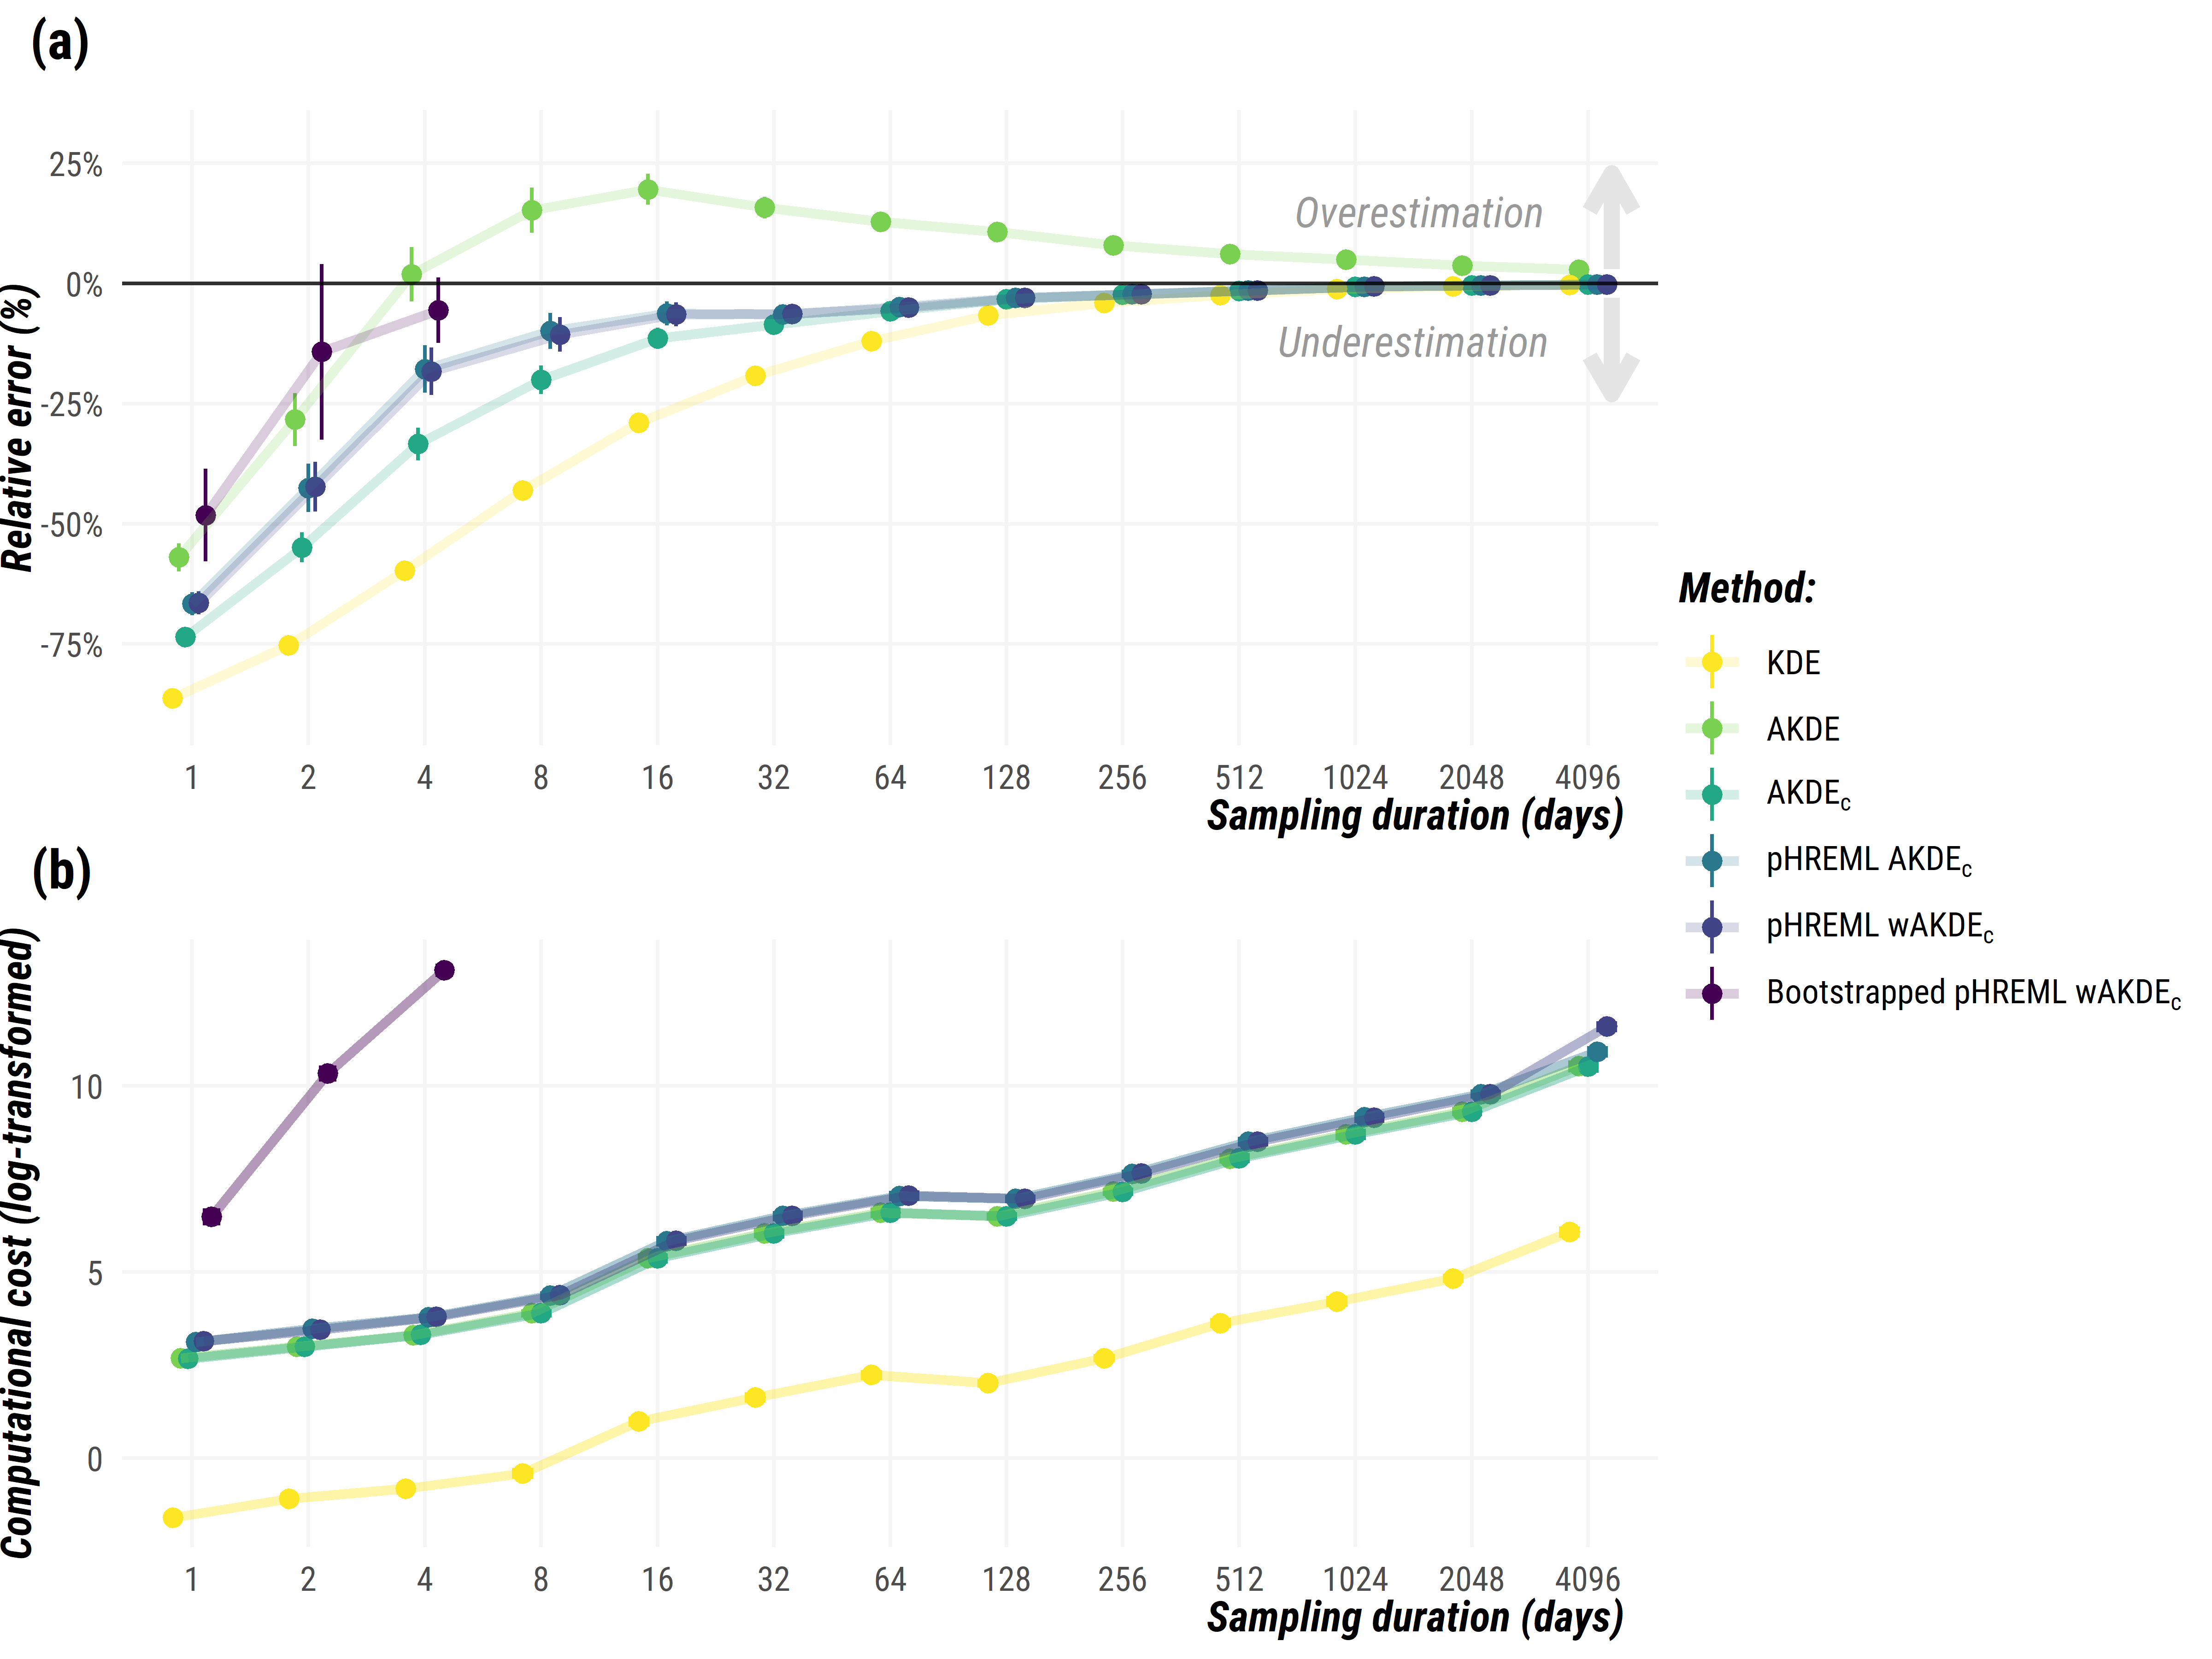 (a)
Relative error (%)
25%
0%
-25%
-50%
-75%
Overestimation
Underestimation
1 2 4 8 16 32 64 128 256 512 1024 2048 4096
Sampling duration (days)
Method:
KDE
AKDE
AKDEc
pHREML AKDEc
pHREML wAKDEc
Bootstrapped pHREML wAKDEc
(b)
Computational cost (log-transformed)
10
5
0
1 2 4 8 16 32 64 128 256 512 1024 2048 4096
Sampling duration (days)